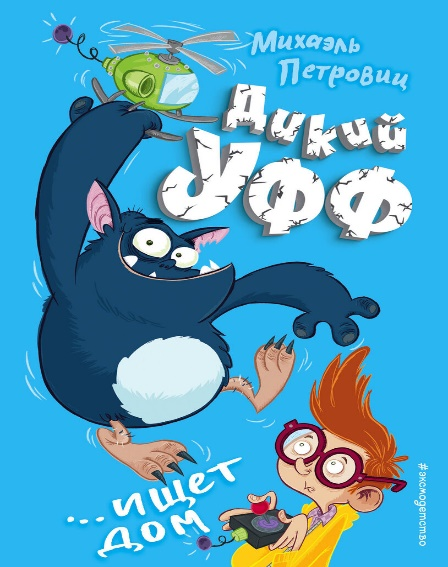 Михаэль
Петровиц
Дикий
УФФ
...ищет
дом
#эксмодетство